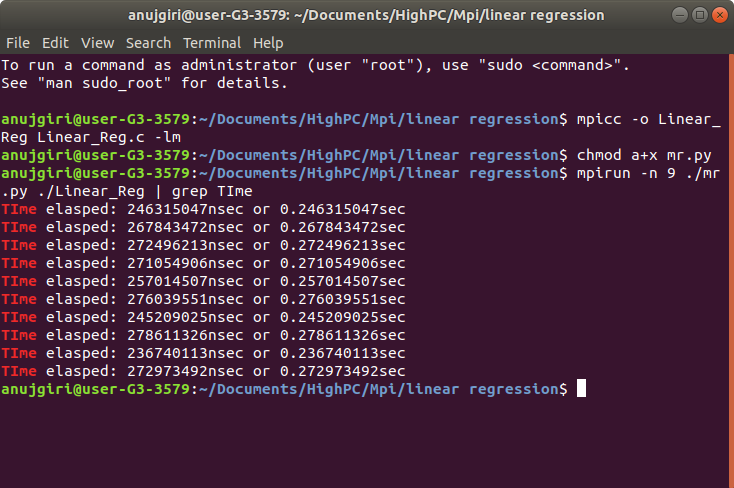 anujgiri@user-G3-3579: ~/Documents/HighPC/Mpi/linear regression
File Edit View Search Terminal Help
To run a command as administrator (user "root"), use "sudo <command>".
See "man sudo_root" for details.
anujgiri@user-G3-3579:~/Documents/HighPC/Mpi/linear regression$ mpicc -o Linear_
Reg Linear_Reg.c -lm
anujgiri@user-G3-3579:~/Documents/HighPC/Mpi/linear regression$ chmod a+x mr.py
anujgiri@user-G3-3579:~/Documents/HighPC/Mpi/linear regression$ mpirun -n 9 ./mr
.py ./Linear_Reg | grep TIme
TIme elasped: 246315047nsec or 0.246315047sec
TIme elasped: 267843472nsec or 0.267843472sec
TIme elasped: 272496213nsec or 0.272496213sec
TIme elasped: 271054906nsec or 0.271054906sec
TIme elasped: 257014507nsec or 0.257014507sec
TIme elasped: 276039551nsec or 0.276039551sec
TIme elasped: 245209025nsec or 0.245209025sec
TIme elasped: 278611326nsec or 0.278611326sec
TIme elasped: 236740113nsec or 0.236740113sec
TIme elasped: 272973492nsec or 0.272973492sec
anujgiri@user-G3-3579:~/Documents/HighPC/Mpi/linear regression$